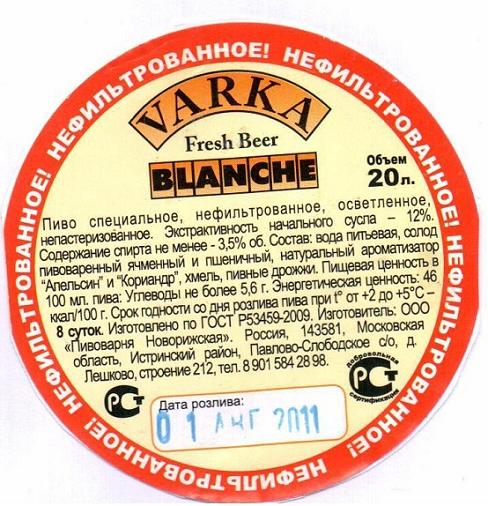 НЕФИЛЬТРОВАННОЕ! НЕФИЛЬТРОВАННОЕ! НЕФИЛЬТРОВАННОЕ! НЕФИЛЬТРОВАННОЕ! НЕФИЛЬТРОВАННОЕ! НЕФИЛЬТРОВАННОЕ!
VARKA
Fresh Beer
BLANCHE
Объем
20 л.
Пиво специальное, нефильтрованное, осветленное,
непастеризованное. Экстрактивность начального сусла – 12%.
Содержание спирта не менее - 3,5% об. Состав: вода питьевая, солод
пивоваренный ячменный и пшеничный, натуральный ароматизатор
"Апельсин" и "Кориандр", хмель, пивные дрожжи. Пищевая ценность в
100 мл. пива: Углеводы не более 5,6 г. Энергетическая ценность: 46
ккал/100 г. Срок годности со дня розлива пива при t° от +2 до +5°С –
8 суток. Изготовлено по ГОСТ Р53459-2009. Изготовитель: ООО
«Пивоварня Новорижская». Россия, 143581, Московская
область, Истринский район, Павлово-Слободское с/о, д.
Лешково, строение 212, тел. 8 901 584 28 98.
РСТ
Добровольная
РСТ
сертификация
Дата розлива:
01 АВГ 2011